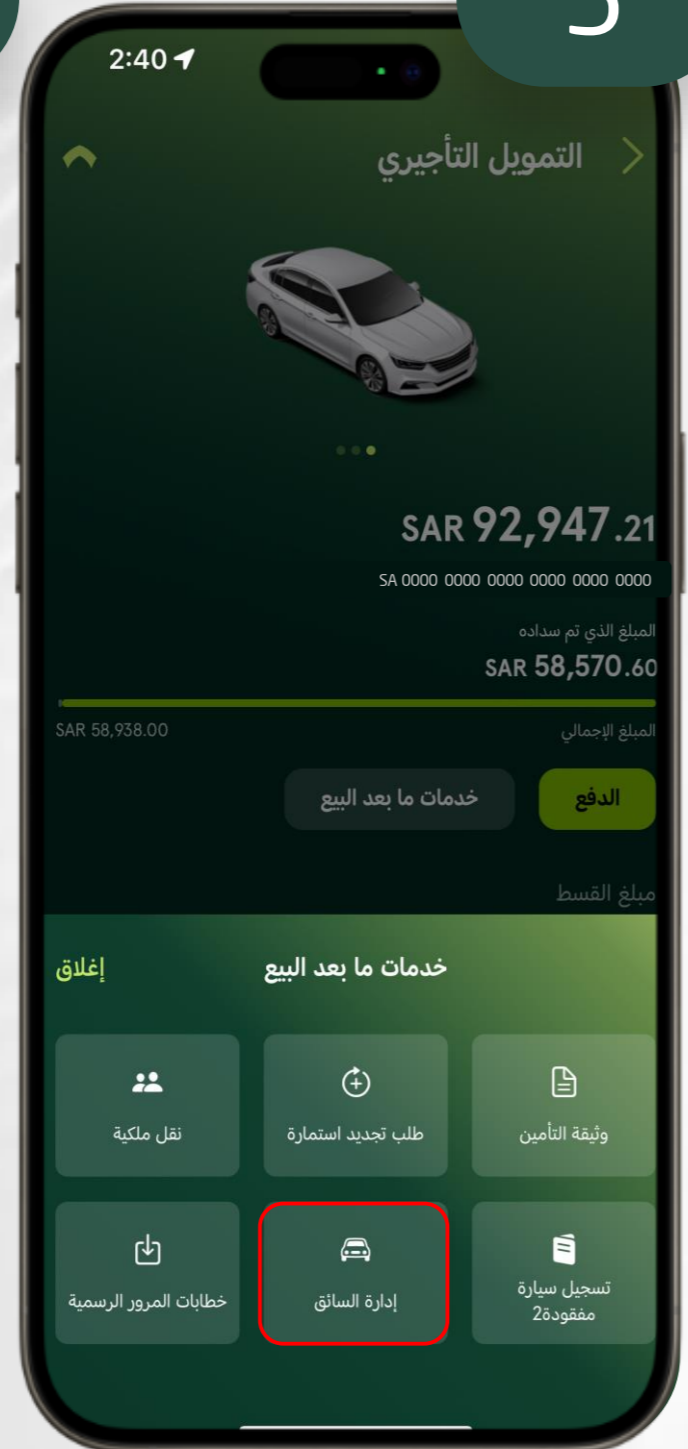 2:40
التمويل التأجيري
SAR 92,947.21
SA 0000 0000 0000 0000 0000 0000
المبلغ الذي تم سداده
SAR 58,570.60
المبلغ الإجمالي
SAR 58,938.00
الدفع
خدمات ما بعد البيع
مبلغ القسط
خدمات ما بعد البيع
إغلاق
وثيقة التأمين
طلب تجديد استمارة
نقل ملكية
تسجيل سيارة
مفقودة2
إدارة السائق
خطابات المرور الرسمية